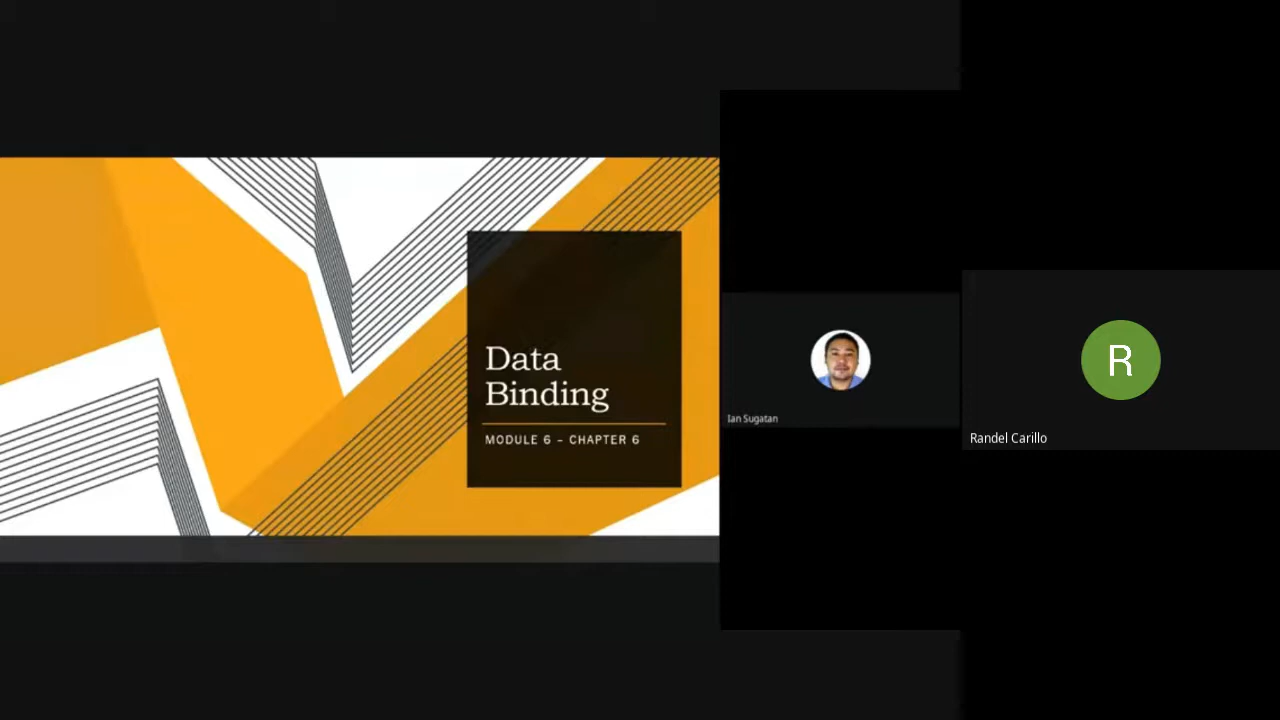 Data
Binding
MODULE 6 – CHAPTER 6
Ian Sugatan
R
Randel Carillo